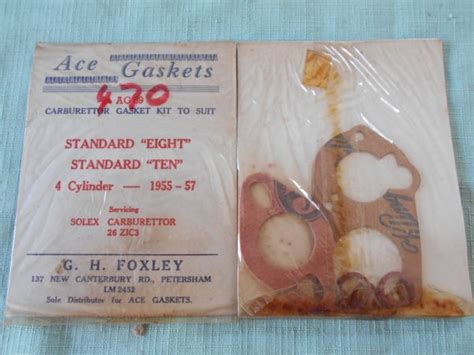 Ace Gaskets
470
CARBURETTOR GASKET KIT TO SUIT
STANDARD "EIGHT"
STANDARD "TEN"
4 Cylinder — 1955-57
Servicing
SOLEX CARBURETTOR
26 ZIC3
G. H. FOXLEY
137 NEW CANTERBURY RD., PETERSHAM
LM 2452
Sole Distributor for ACE GASKETS.